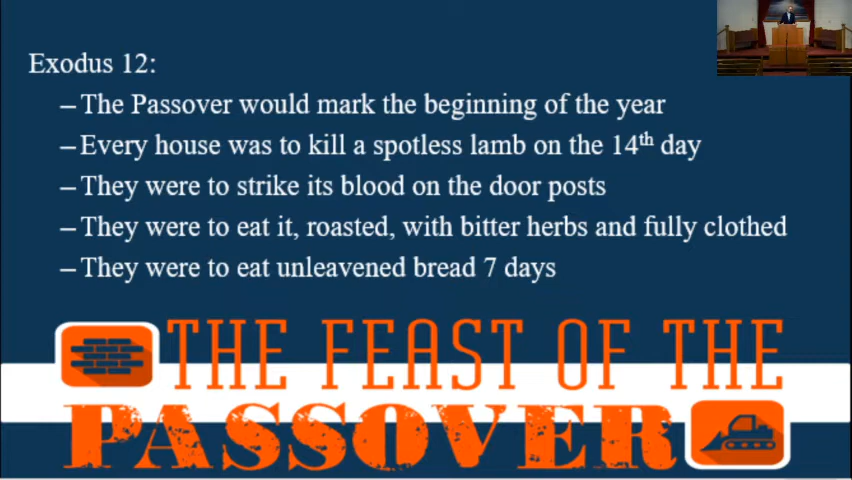 Exodus 12:
–The Passover would mark the beginning of the year
–Every house was to kill a spotless lamb on the 14th day
–They were to strike its blood on the door posts
–They were to eat it, roasted, with bitter herbs and fully clothed
–They were to eat unleavened bread 7 days
THE FEAST OF THE
PASSOVER